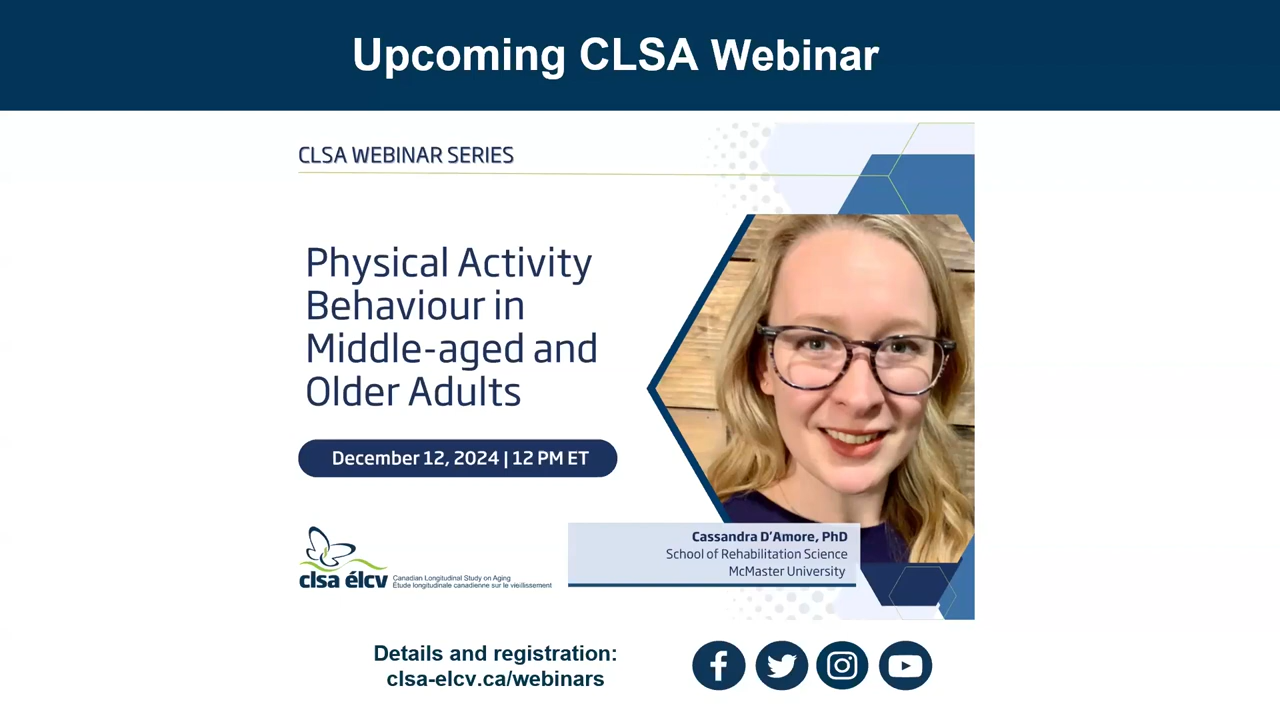 Upcoming CLSA Webinar
CLSA WEBINAR SERIES
Physical Activity
Behaviour in
Middle-aged and
Older Adults
December 12, 2024 | 12 PM ET
Cassandra D'Amore, PhD
School of Rehabilitation Science
McMaster University
clsa élcv
Canadian Longitudinal Study on Aging
Étude longitudinale canadienne sur le vieillissement
Details and registration:
clsa-elcv.ca/webinars